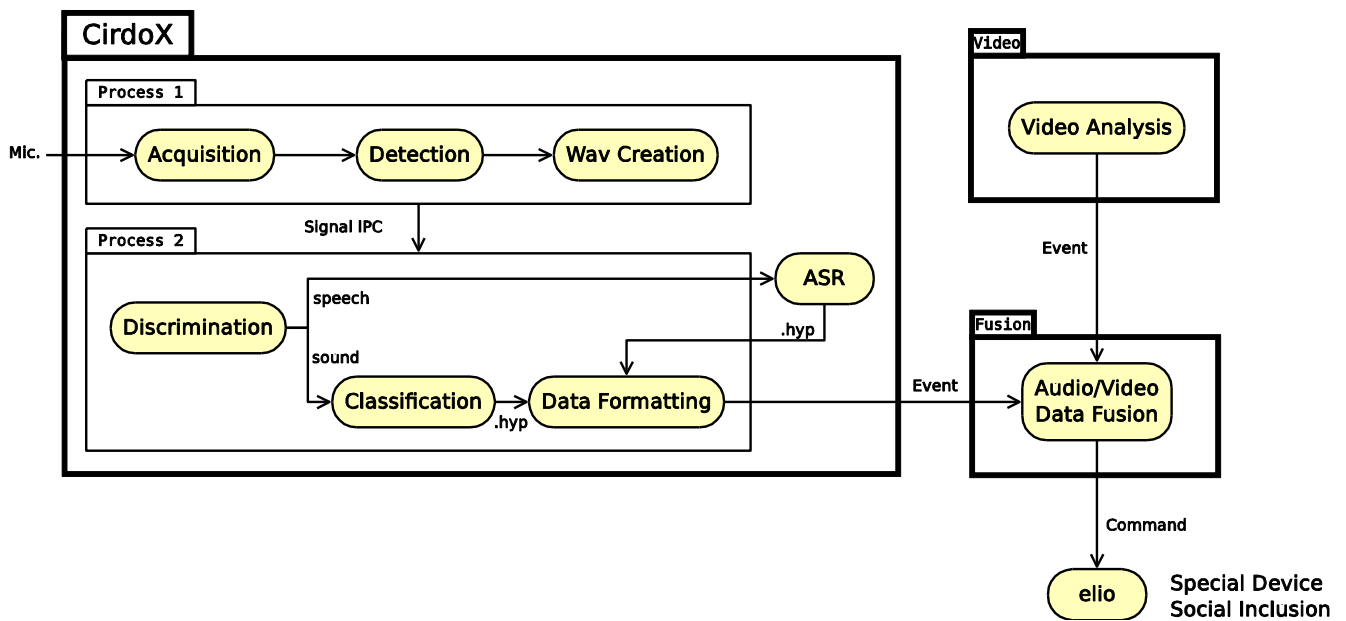 CirdoX
Video
Process 1
Video Analysis
Mic.
Acquisition
Detection
Wav Creation
Signal IPC
Process 2
Event
ASR
speech
Discrimination
Fusion
.hyp
sound
Event
Audio/Video
Data Fusion
Classification
Data Formatting
.hyp
Command
elio
Special Device
Social Inclusion